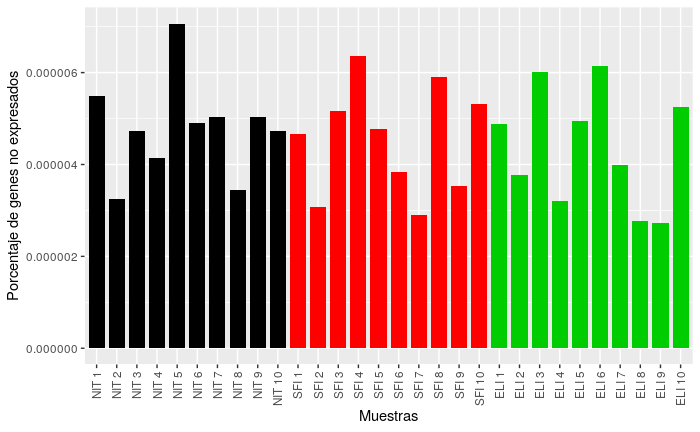 Porcentaje de genes no expresados
0.000006
0.000004
0.000002
0.000000
NIT 1
NIT 2
NIT 3
NIT 4
NIT 5
NIT 6
NIT 7
NIT 8
NIT 9
NIT 10
SFI 1
SFI 2
SFI 3
SFI 4
SFI 5
SFI 6
SFI 7
SFI 8
SFI 9
SFI 10
ELI 1
ELI 2
ELI 3
ELI 4
ELI 5
ELI 6
ELI 7
ELI 8
ELI 9
ELI 10
Muestras